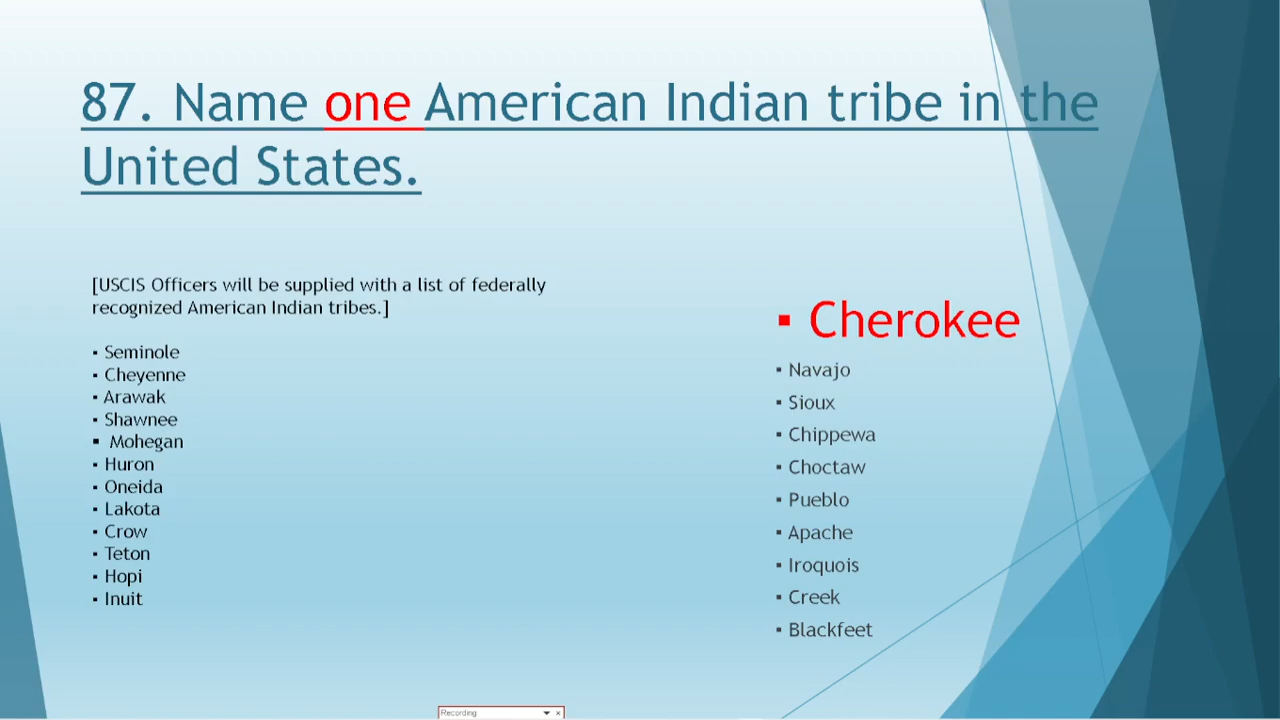 87. Name one American Indian tribe in the
United States.
[USCIS Officers will be supplied with a list of federally
recognized American Indian tribes.]
▪ Seminole
▪ Cheyenne
▪ Arawak
▪ Shawnee
▪ Mohegan
▪ Huron
▪ Oneida
▪ Lakota
▪ Crow
▪ Teton
▪ Hopi
▪ Inuit
▪ Cherokee
▪ Navajo
▪ Sioux
▪ Chippewa
▪ Choctaw
▪ Pueblo
▪ Apache
▪ Iroquois
▪ Creek
▪ Blackfeet
Recording